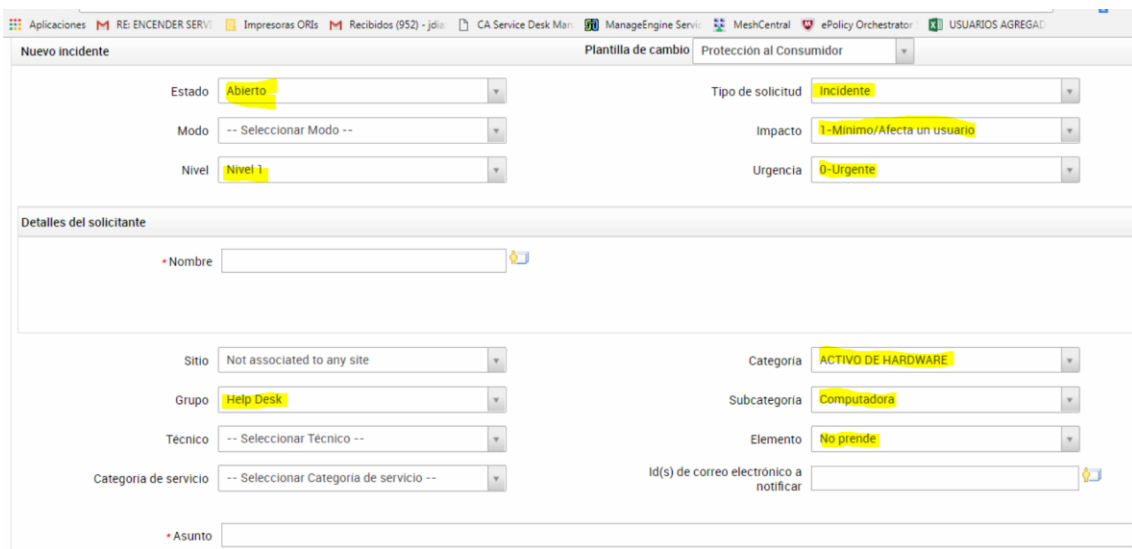 Aplicaciones RE: ENCENDER SERVI Impresoras ORIs Recibidos (952) - jdia CA Service Desk Man ManageEngine Servic MeshCentral ePolicy Orchestrator USUARIOS AGREGAD
Nuevo incidente Plantilla de cambio Protección al Consumidor
Estado Abierto Tipo de solicitud Incidente
Modo -- Seleccionar Modo -- Impacto 1-Minimo/Afecta un usuario
Nivel Nivel 1 Urgencia 0-Urgente
Detalles del solicitante
* Nombre
Sitio Not associated to any site Categoría ACTIVO DE HARDWARE
Grupo Help Desk Subcategoría Computadora
Técnico -- Seleccionar Técnico -- Elemento No prende
Categoría de servicio -- Seleccionar Categoría de servicio -- Id(s) de correo electrónico a
notificar
* Asunto